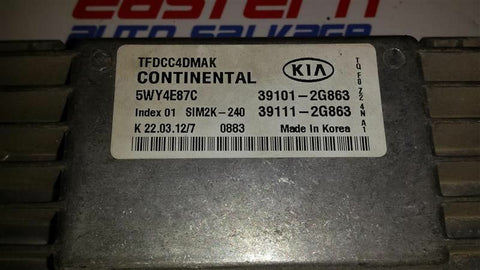 EASTERN
AUTO SALVAGE
TFDCC4DMAK
CONTINENTAL
KIA
5WY4E87C 39101-2G863
Index 01 SIM2K-240 39111-2G863
K 22.03.12/7 0883 Made In Korea